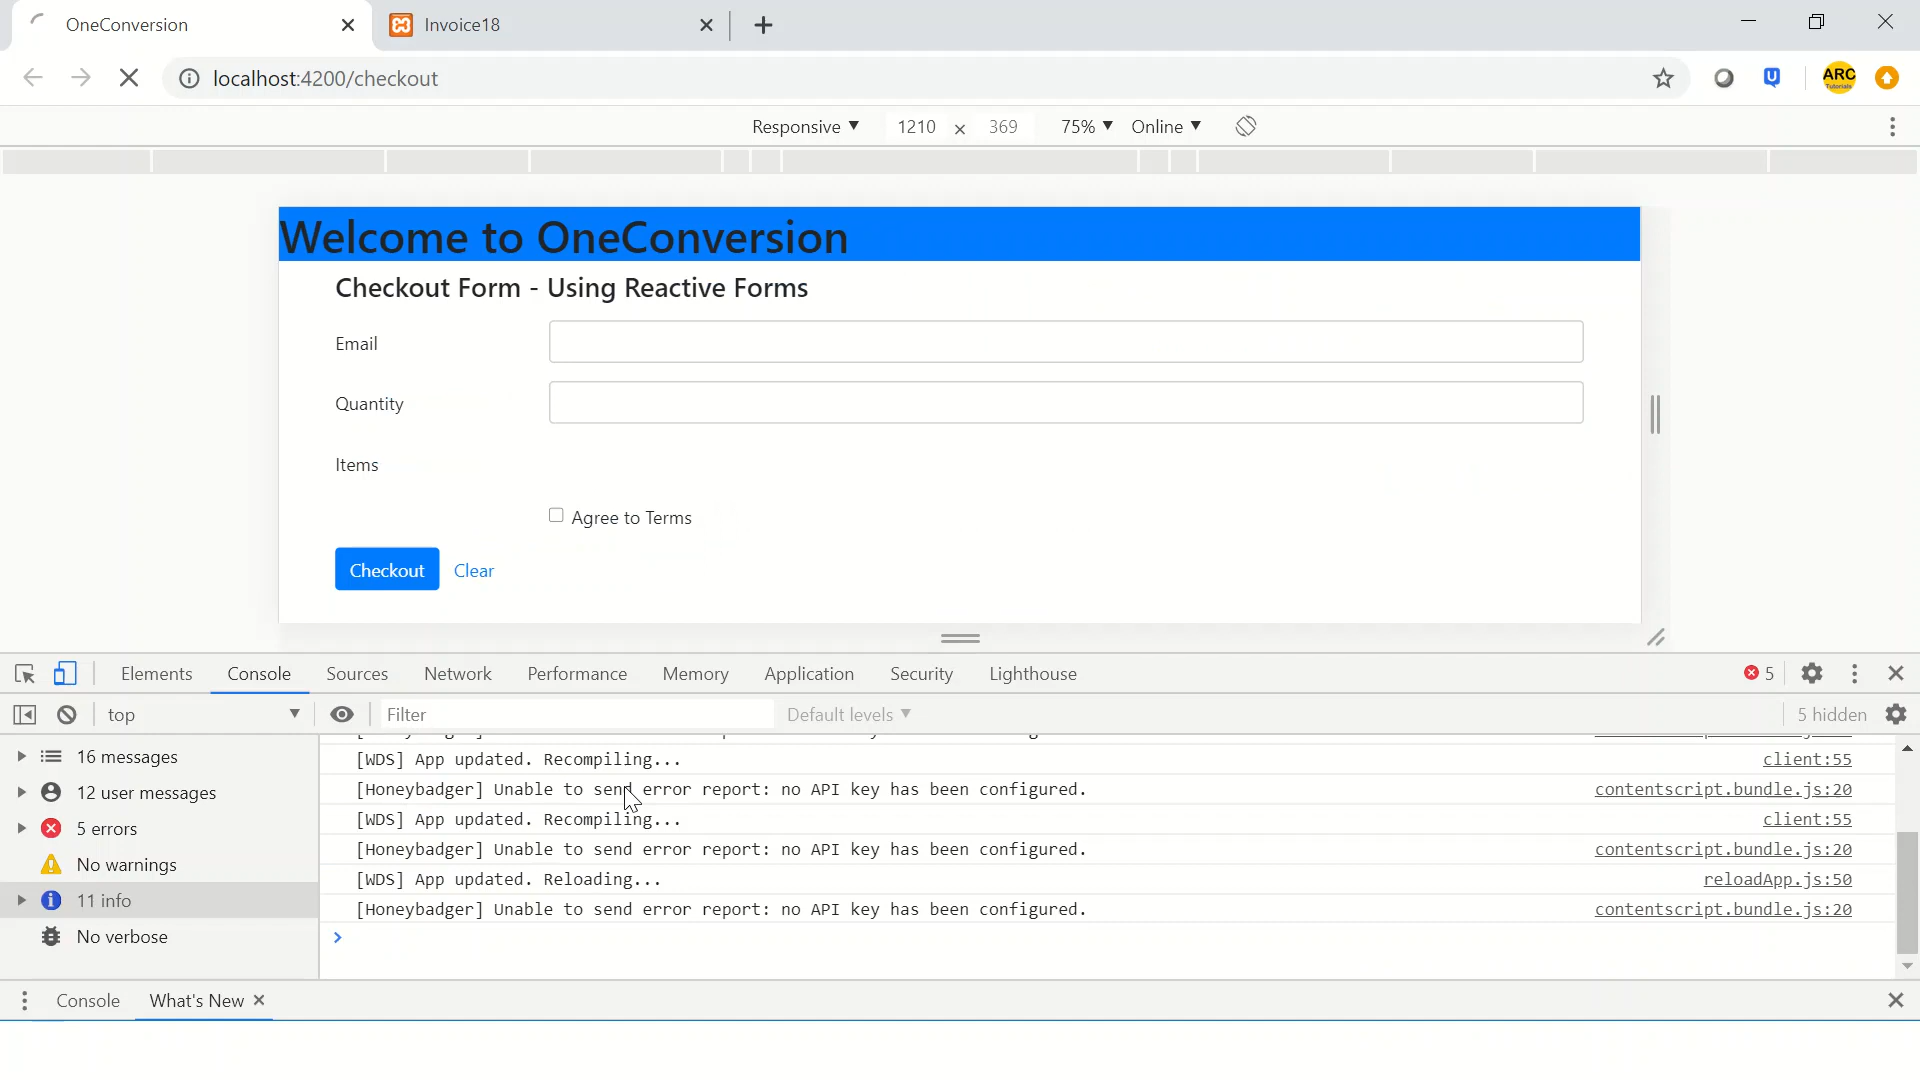 OneConversion
Invoice18
localhost:4200/checkout
ARC
Tutorials
Responsive 1210 × 369 75% Online
Welcome to OneConversion
Checkout Form - Using Reactive Forms
Email
Quantity
Items
Agree to Terms
Checkout Clear
Elements Console Sources Network Performance Memory Application Security Lighthouse 5
top Filter Default levels 5 hidden
16 messages
12 user messages
5 errors
No warnings
11 info
No verbose
[WDS] App updated. Recompiling... client:55
[Honeybadger] Unable to send error report: no API key has been configured. contentscript.bundle.js:20
[WDS] App updated. Recompiling... client:55
[Honeybadger] Unable to send error report: no API key has been configured. contentscript.bundle.js:20
[WDS] App updated. Reloading... reloadApp.js:50
[Honeybadger] Unable to send error report: no API key has been configured. contentscript.bundle.js:20
Console What's New